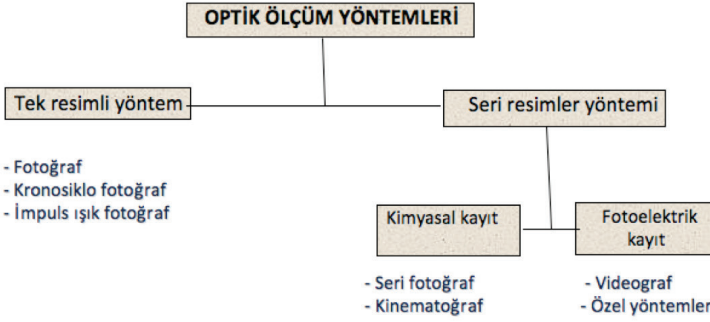 OPTİK ÖLÇÜM YÖNTEMLERİ
Tek resimli yöntem
Seri resimler yöntemi
- Fotoğraf
- Kronosiklo fotoğraf
- İmpuls ışık fotoğraf
Kimyasal kayıt
Fotoelektrik
kayıt
- Seri fotoğraf
- Kinematoğraf
- Videograf
- Özel yöntemler